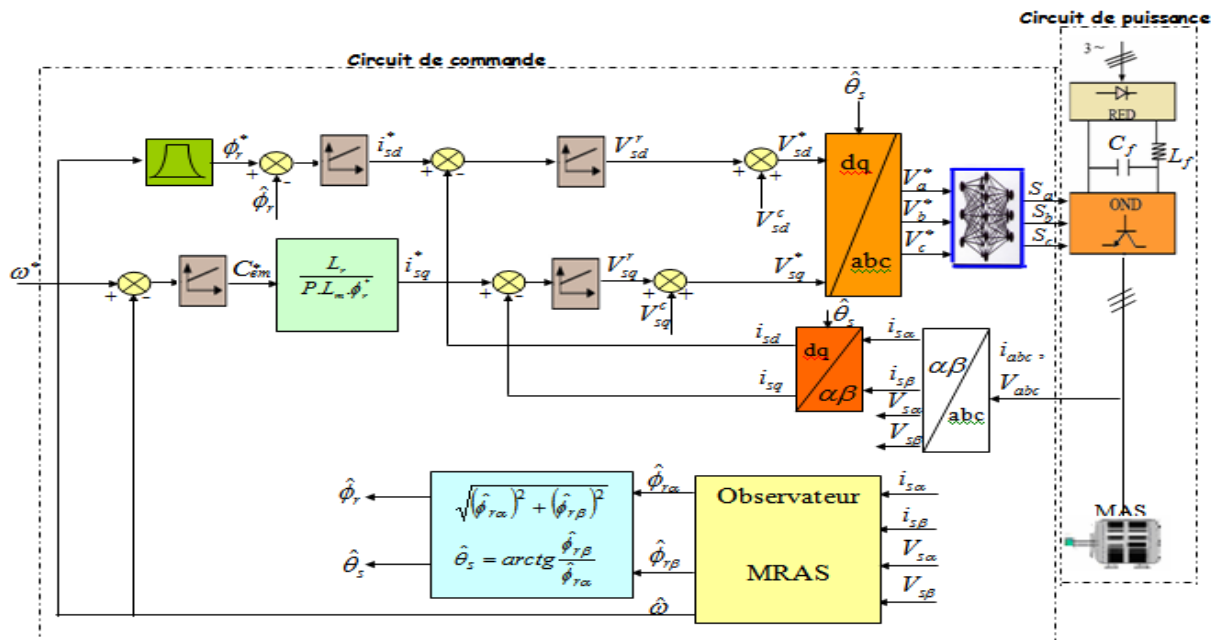 Circuit de puissance
Circuit de commande
3~
RED
C_f
L_f
OND
MAS
θ̂_s
ϕ_r^*
+
-
ϕ̂_r
i_sd^*
+
-
V_sd^r
+
+
V_sd^c
V_sd^*
dq
abc
V_a^*
V_b^*
V_c^*
S_a
S_b
S_c
ω^*
+
-
C_em^*
L_r
P.L_m.ϕ_r^*
i_sq^*
+
-
V_sq^r
+
+
V_sq^c
V_sq^*
θ̂_s
i_sd
i_sq
dq
αβ
i_sα
i_sβ
V_sα
V_sβ
αβ
abc
i_abc ,
V_abc
ϕ̂_r
θ̂_s
√((ϕ̂_rα)² + (ϕ̂_rβ)²)
θ̂_s = arctg ϕ̂_rβ / ϕ̂_rα
ϕ̂_rα
ϕ̂_rβ
ω̂
Observateur
MRAS
i_sα
i_sβ
V_sα
V_sβ